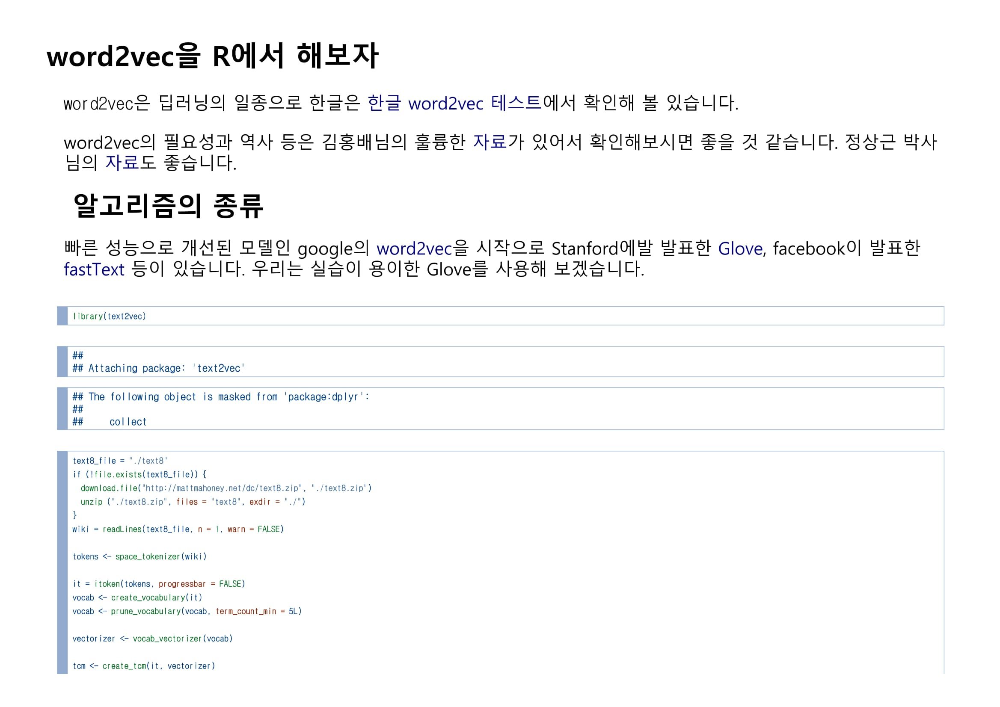 word2vec을 R에서 해보자
word2vec은 딥러닝의 일종으로 한글은 한글 word2vec 테스트에서 확인해 볼 있습니다.
word2vec의 필요성과 역사 등은 김홍배님의 훌륭한 자료가 있어서 확인해보시면 좋을 것 같습니다. 정상근 박사
님의 자료도 좋습니다.
알고리즘의 종류
빠른 성능으로 개선된 모델인 google의 word2vec을 시작으로 Stanford에발 발표한 Glove, facebook이 발표한
fastText 등이 있습니다. 우리는 실습이 용이한 Glove를 사용해 보겠습니다.
library(text2vec)
##
## Attaching package: 'text2vec'
## The following object is masked from 'package:dplyr':
##
##     collect
text8_file = "./text8"
if (!file.exists(text8_file)) {
  download.file("http://mattmahoney.net/dc/text8.zip", "./text8.zip")
  unzip ("./text8.zip", files = "text8", exdir = "./")
}
wiki = readLines(text8_file, n = 1, warn = FALSE)
tokens <- space_tokenizer(wiki)
it = itoken(tokens, progressbar = FALSE)
vocab <- create_vocabulary(it)
vocab <- prune_vocabulary(vocab, term_count_min = 5L)
vectorizer <- vocab_vectorizer(vocab)
tcm <- create_tcm(it, vectorizer)